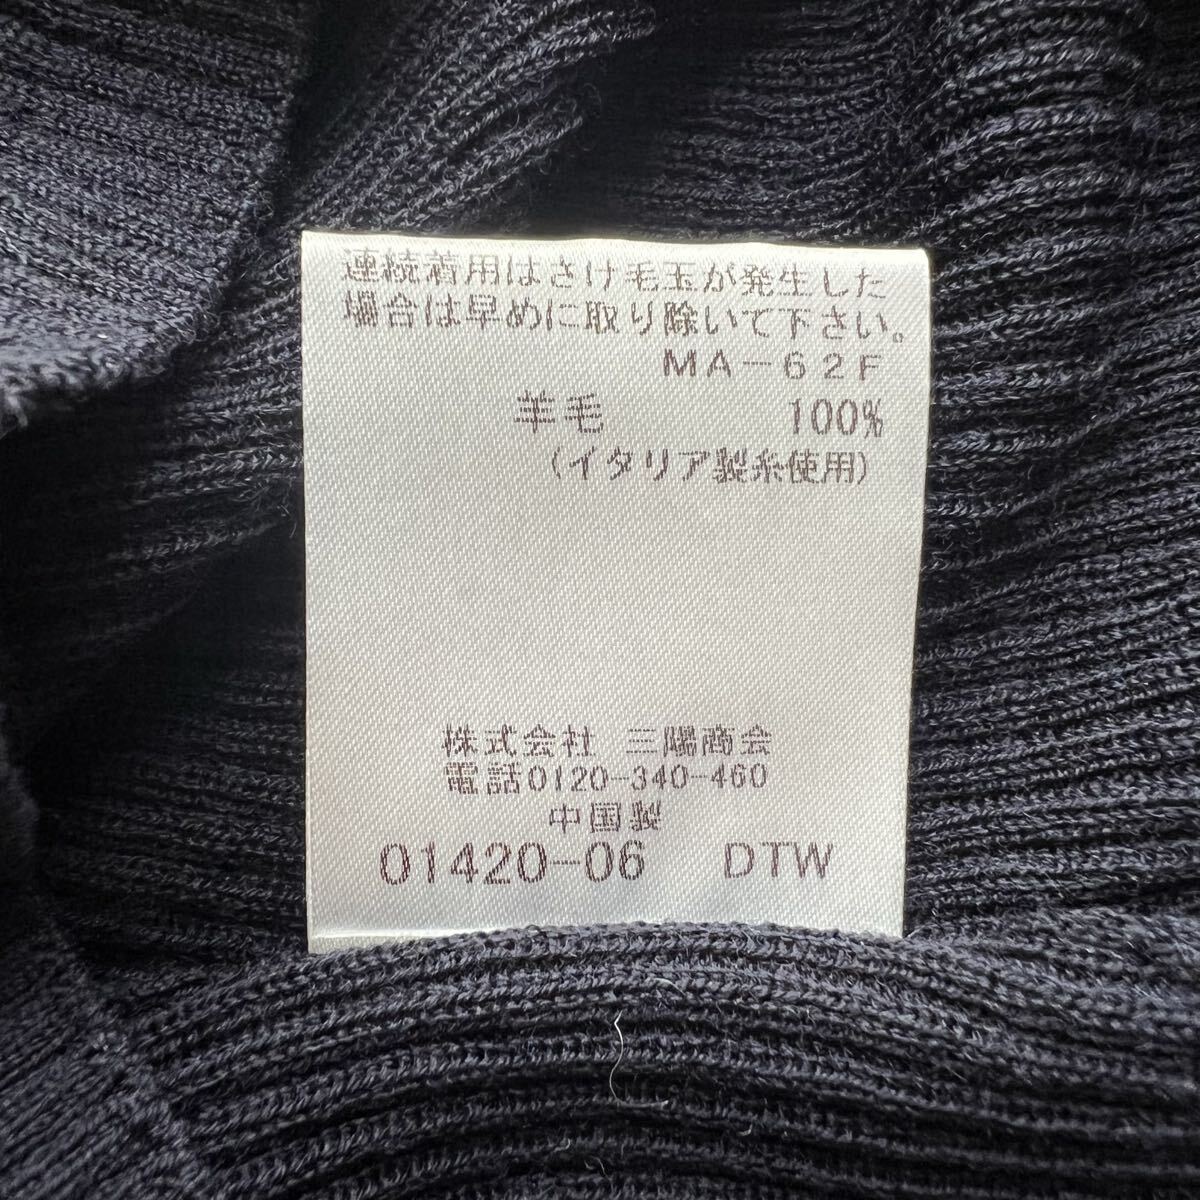 連続着用はさけ毛玉が発生した
場合は早めに取り除いて下さい。
MA-62F
羊毛 100%
(イタリア製糸使用)
株式会社 三陽商会
電話0120-340-460
中国製
01420-06 DTW